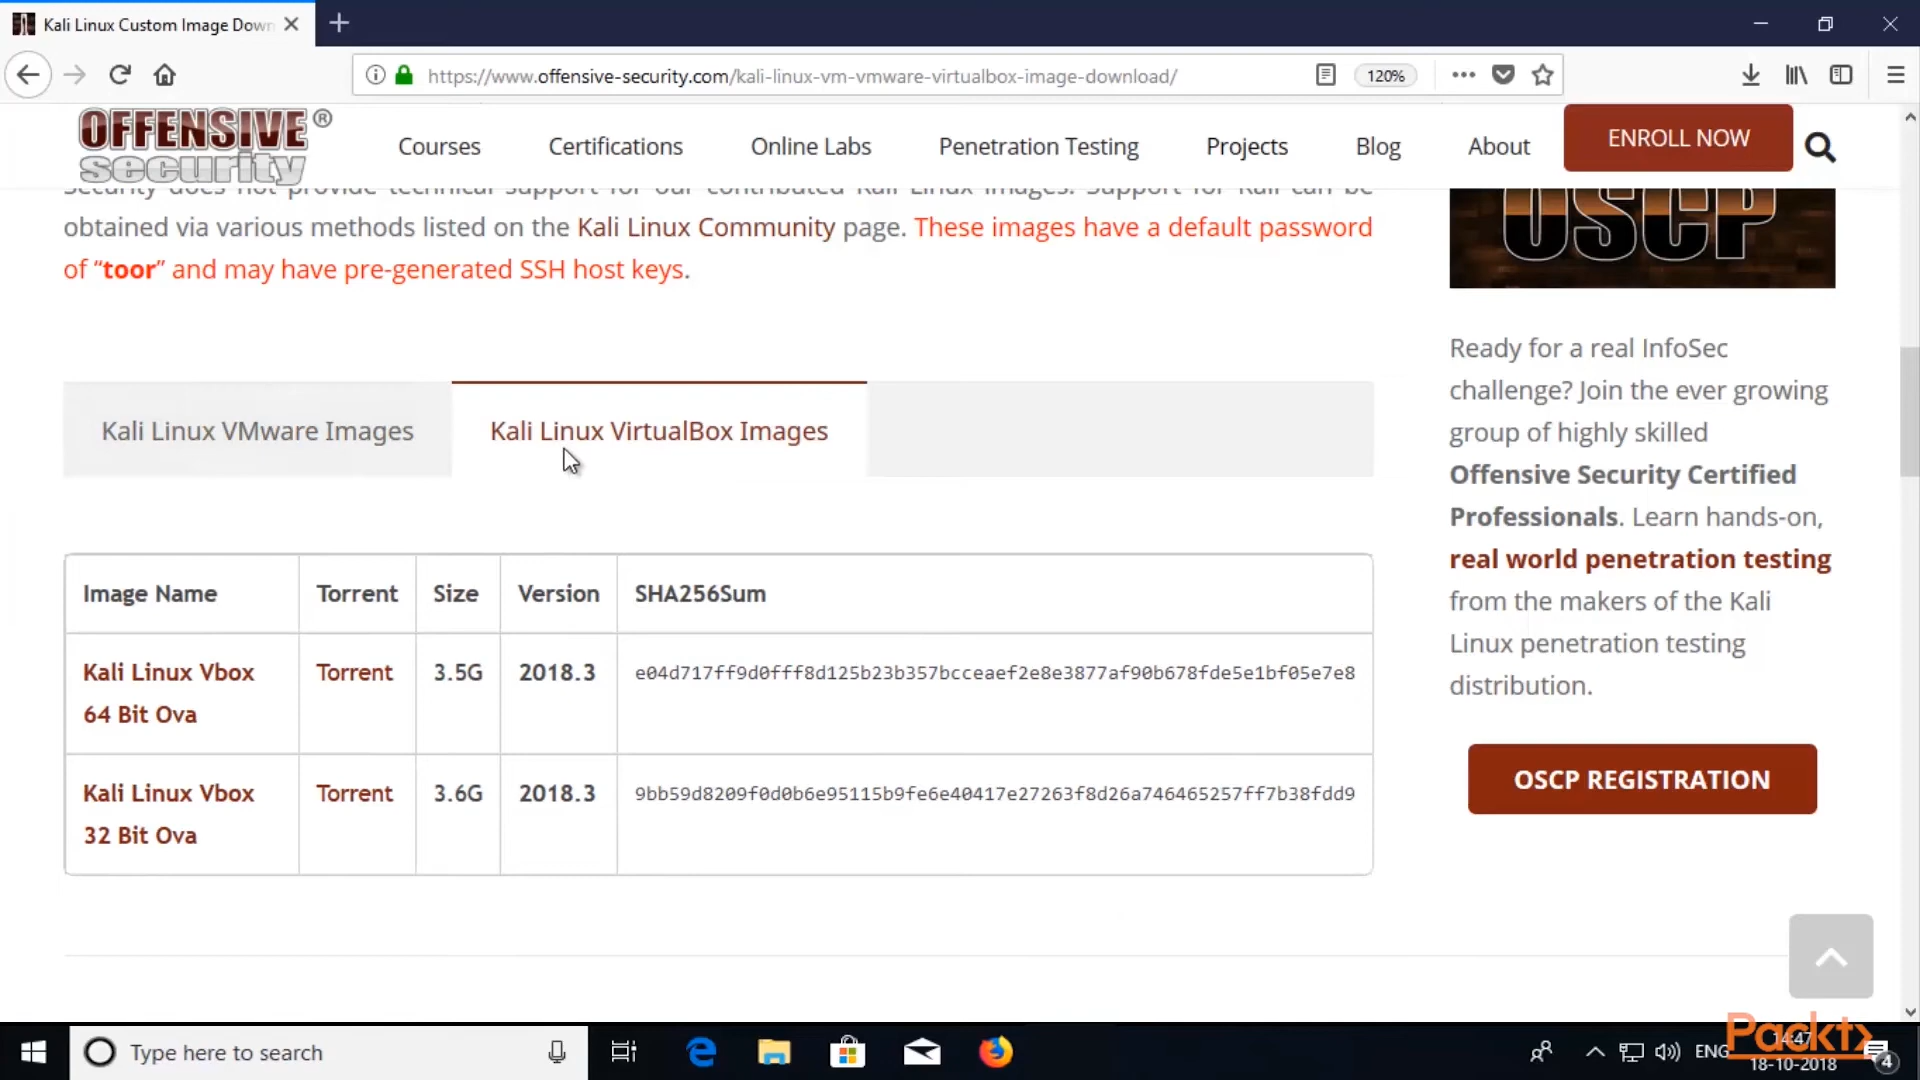 Kali Linux Custom Image Down
https://www.offensive-security.com/kali-linux-vm-vmware-virtualbox-image-download/
120%
OFFENSIVE®
security
Courses
Certifications
Online Labs
Penetration Testing
Projects
Blog
About
ENROLL NOW
Security does not provide technical support for our contributed Kali Linux images. Support for Kali can be
obtained via various methods listed on the Kali Linux Community page. These images have a default password
of “toor” and may have pre-generated SSH host keys.
OSCP
Kali Linux VMware Images
Kali Linux VirtualBox Images
Image Name Torrent Size Version SHA256Sum
Kali Linux Vbox Torrent 3.5G 2018.3 e04d717ff9d0fff8d125b23b357bcceaef2e8e3877af90b678fde5e1bf05e7e8
64 Bit Ova
Kali Linux Vbox Torrent 3.6G 2018.3 9bb59d8209f0d0b6e95115b9fe6e40417e27263f8d26a746465257ff7b38fdd9
32 Bit Ova
Ready for a real InfoSec
challenge? Join the ever growing
group of highly skilled
Offensive Security Certified
Professionals. Learn hands-on,
real world penetration testing
from the makers of the Kali
Linux penetration testing
distribution.
OSCP REGISTRATION
Type here to search
ENG
Packt>
14:47
18-10-2018
4